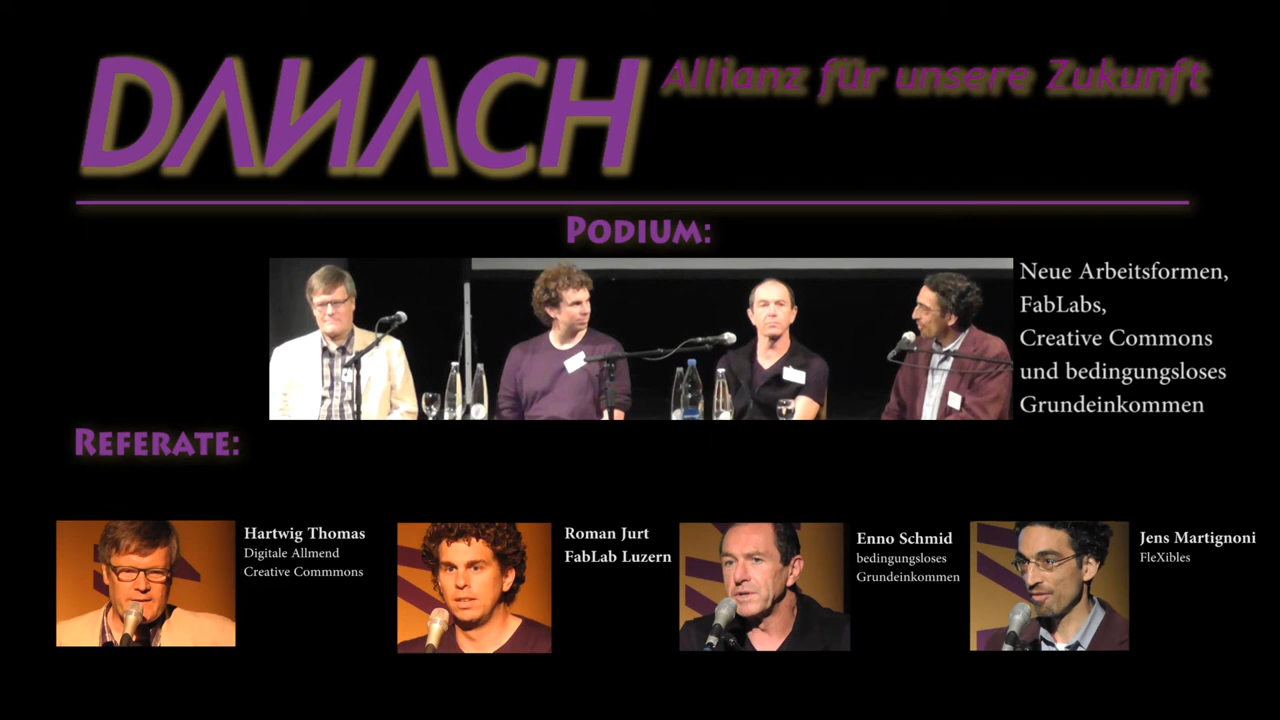 DANACH Allianz für unsere Zukunft
PODIUM:
Neue Arbeitsformen,
FabLabs,
Creative Commons
und bedingungsloses
Grundeinkommen
REFERATE:
Hartwig Thomas
Digitale Allmend
Creative Commmons
Roman Jurt
FabLab Luzern
Enno Schmid
bedingungsloses
Grundeinkommen
Jens Martignoni
FleXibles